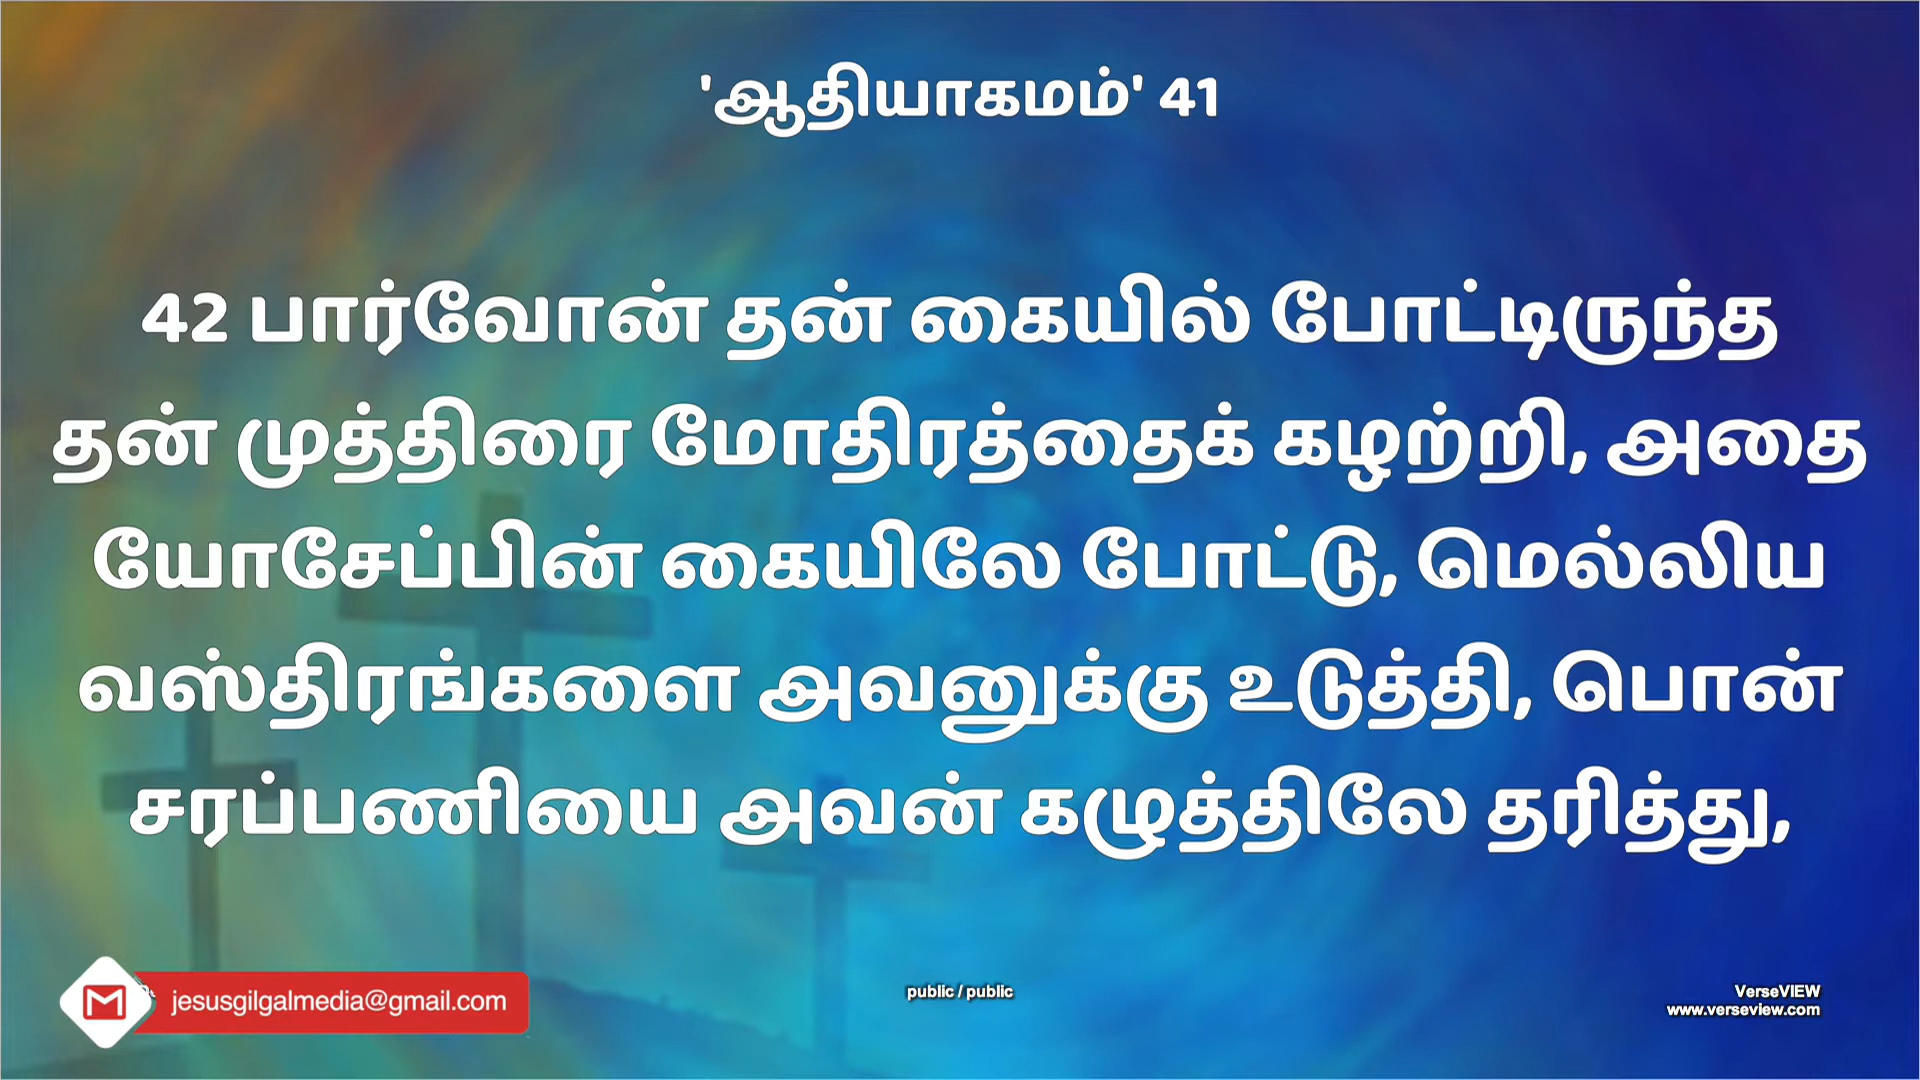 'ஆதியாகமம்' 41
42 பார்வோன் தன் கையில் போட்டிருந்த
தன் முத்திரை மோதிரத்தைக் கழற்றி, அதை
யோசேப்பின் கையிலே போட்டு, மெல்லிய
வஸ்திரங்களை அவனுக்கு உடுத்தி, பொன்
சரப்பணியை அவன் கழுத்திலே தரித்து,
jesusgilgalmedia@gmail.com
public / public
VerseVIEW
www.verseview.com